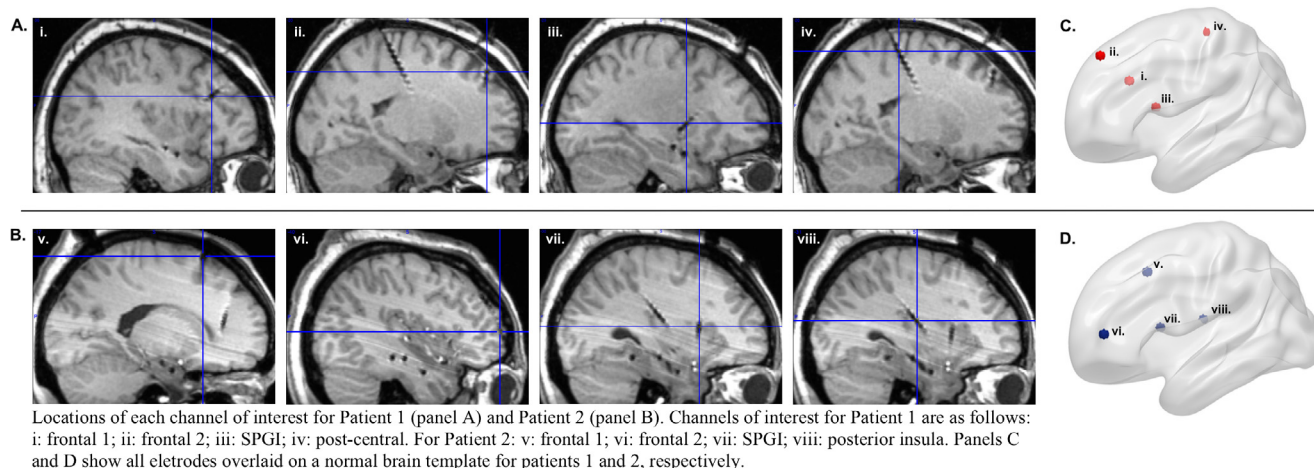 A.
i.
ii.
iii.
iv.
C.
iv.
ii.
i.
iii.
B.
v.
vi.
vii.
viii.
D.
v.
viii.
vii.
vi.
Locations of each channel of interest for Patient 1 (panel A) and Patient 2 (panel B). Channels of interest for Patient 1 are as follows:
i: frontal 1; ii: frontal 2; iii: SPGI; iv: post-central. For Patient 2: v: frontal 1; vi: frontal 2; vii: SPGI; viii: posterior insula. Panels C
and D show all eletrodes overlaid on a normal brain template for patients 1 and 2, respectively.